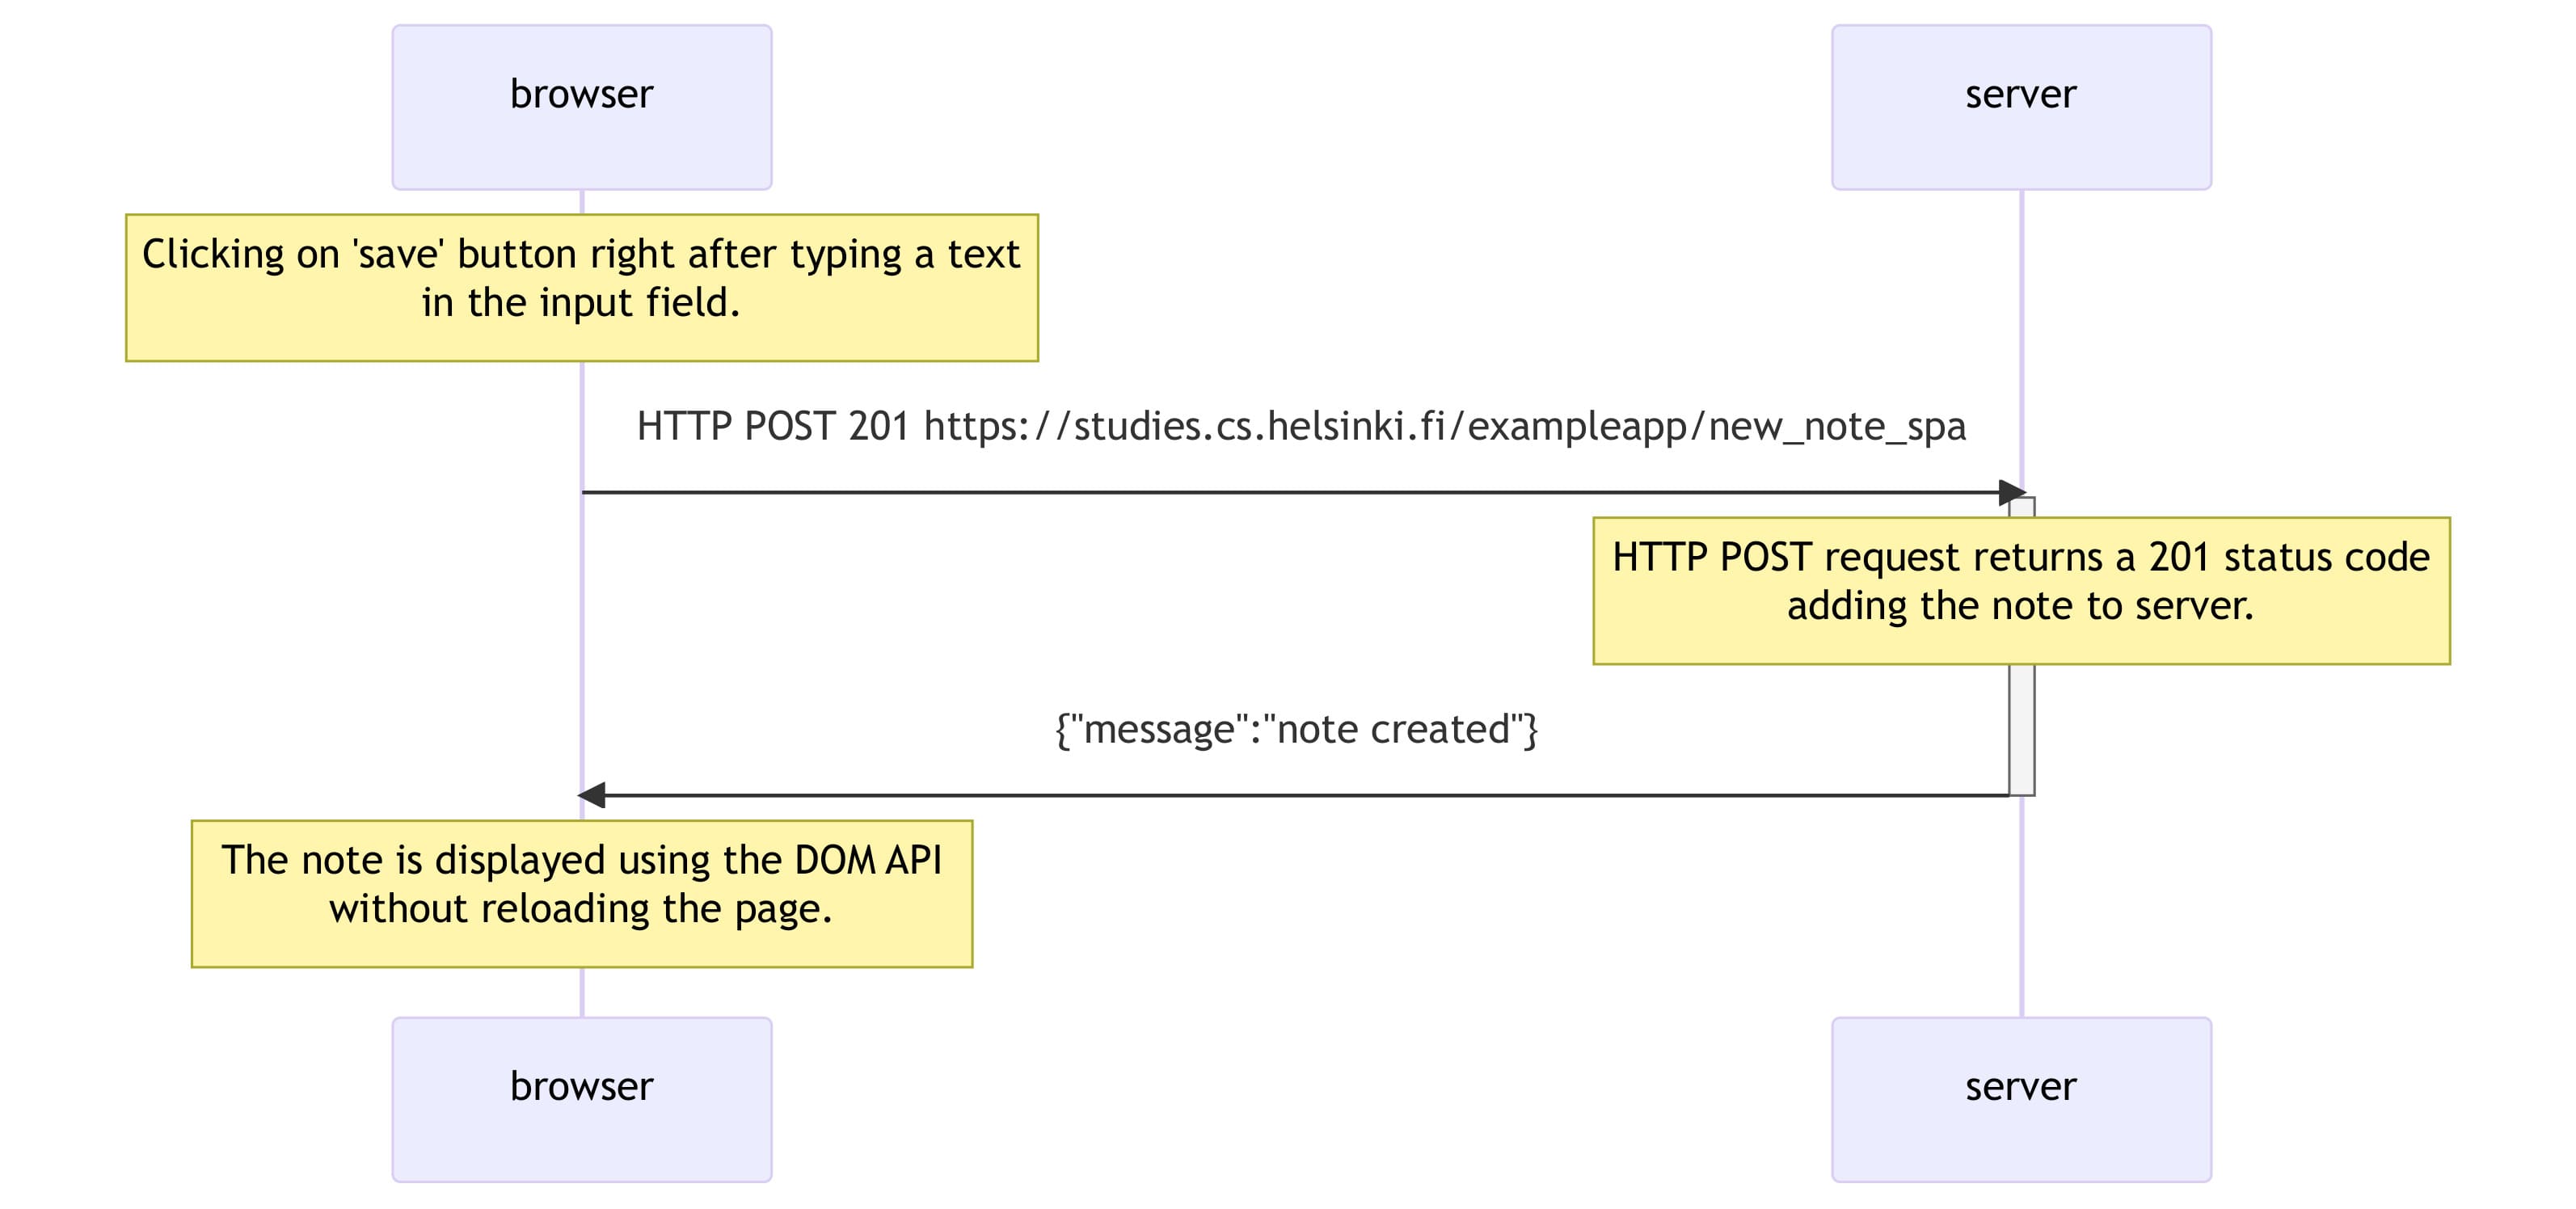 browser
server
Clicking on 'save' button right after typing a text
in the input field.
HTTP POST 201 https://studies.cs.helsinki.fi/exampleapp/new_note_spa
HTTP POST request returns a 201 status code
adding the note to server.
{"message":"note created"}
The note is displayed using the DOM API
without reloading the page.
browser
server